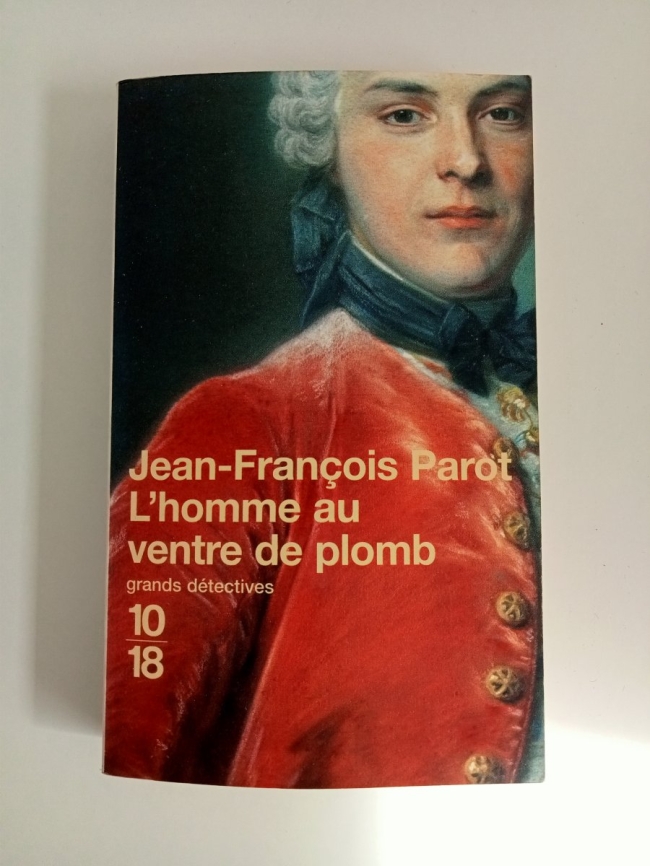 Jean-François Parot
L'homme au
ventre de plomb
grands détectives
10
18